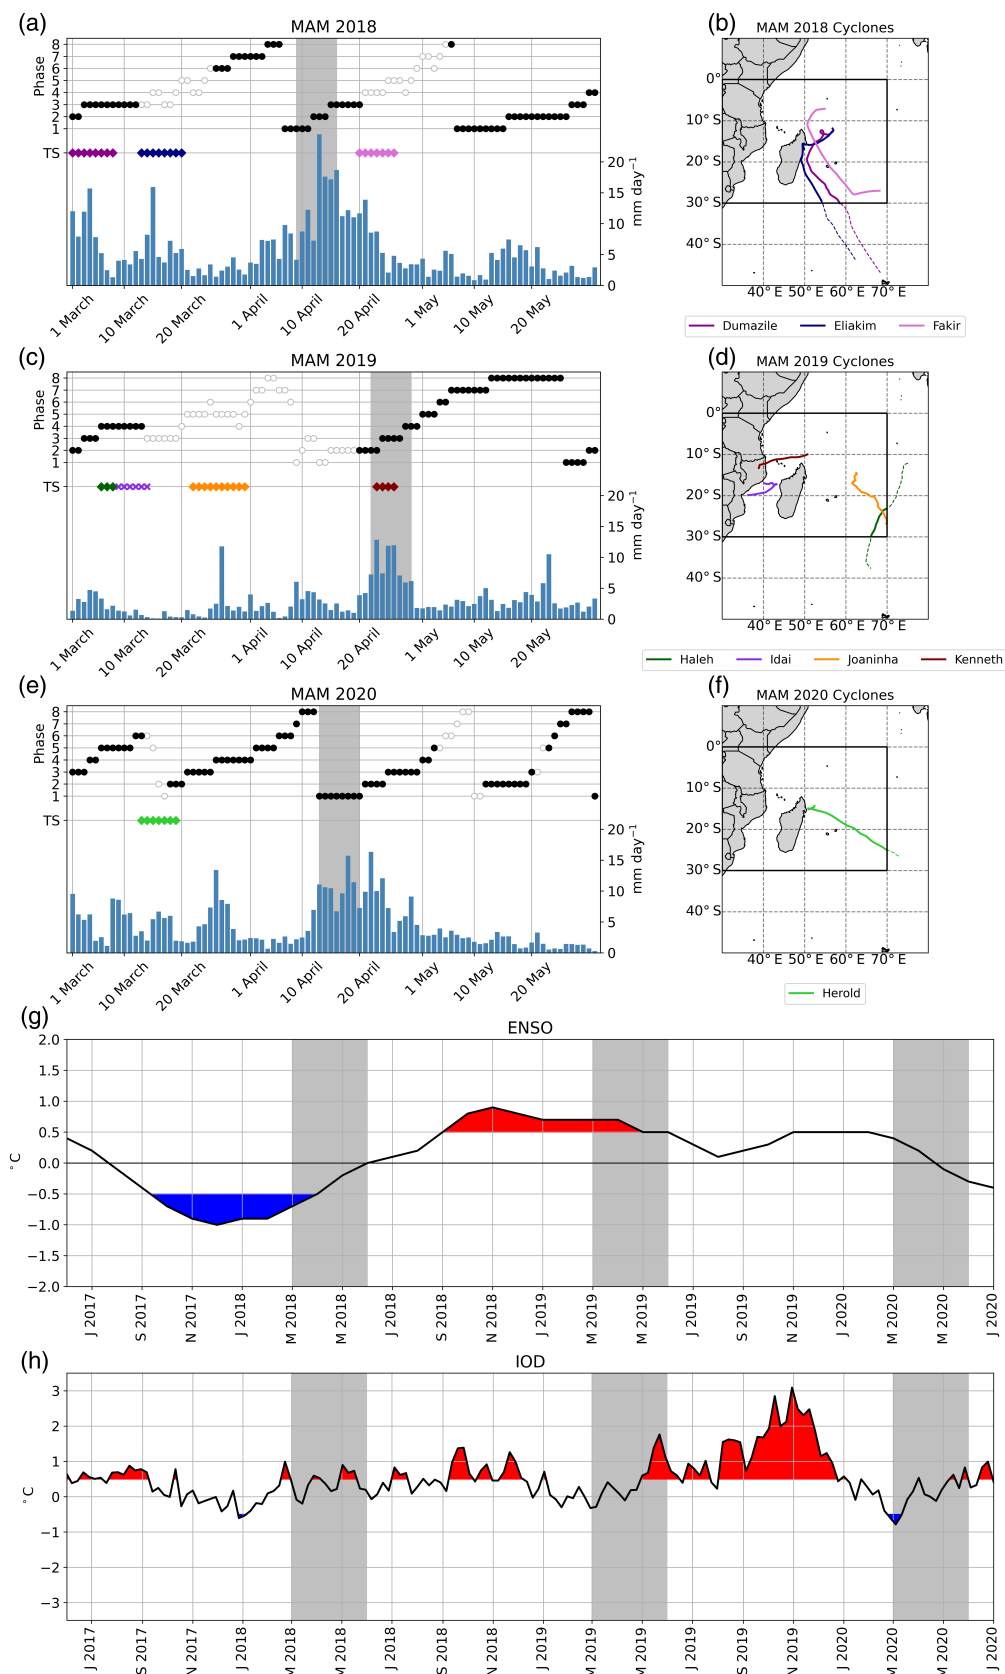 (a) MAM 2018
Phase
8
7
6
5
4
3
2
1
TS
20
15
10
5
0
mm day⁻¹
1 March 10 March 20 March 1 April 10 April 20 April 1 May 10 May 20 May
(b) MAM 2018 Cyclones
0°
10° S
20° S
30° S
40° S
40° E 50° E 60° E 70° E
Dumazile Eliakim Fakir
(c) MAM 2019
Phase
8
7
6
5
4
3
2
1
TS
20
15
10
5
0
mm day⁻¹
1 March 10 March 20 March 1 April 10 April 20 April 1 May 10 May 20 May
(d) MAM 2019 Cyclones
0°
10° S
20° S
30° S
40° S
40° E 50° E 60° E 70° E
Haleh Idai Joaninha Kenneth
(e) MAM 2020
Phase
8
7
6
5
4
3
2
1
TS
20
15
10
5
0
mm day⁻¹
1 March 10 March 20 March 1 April 10 April 20 April 1 May 10 May 20 May
(f) MAM 2020 Cyclones
0°
10° S
20° S
30° S
40° S
40° E 50° E 60° E 70° E
Herold
(g) ENSO
2.0
1.5
1.0
0.5
0.0
−0.5
−1.0
−1.5
−2.0
°C
J 2017 S 2017 N 2017 J 2018 M 2018 M 2018 J 2018 S 2018 N 2018 J 2019 M 2019 M 2019 J 2019 S 2019 N 2019 J 2020 M 2020 M 2020 J 2020
(h) IOD
3
2
1
0
−1
−2
−3
°C
J 2017 S 2017 N 2017 J 2018 M 2018 M 2018 J 2018 S 2018 N 2018 J 2019 M 2019 M 2019 J 2019 S 2019 N 2019 J 2020 M 2020 M 2020 J 2020